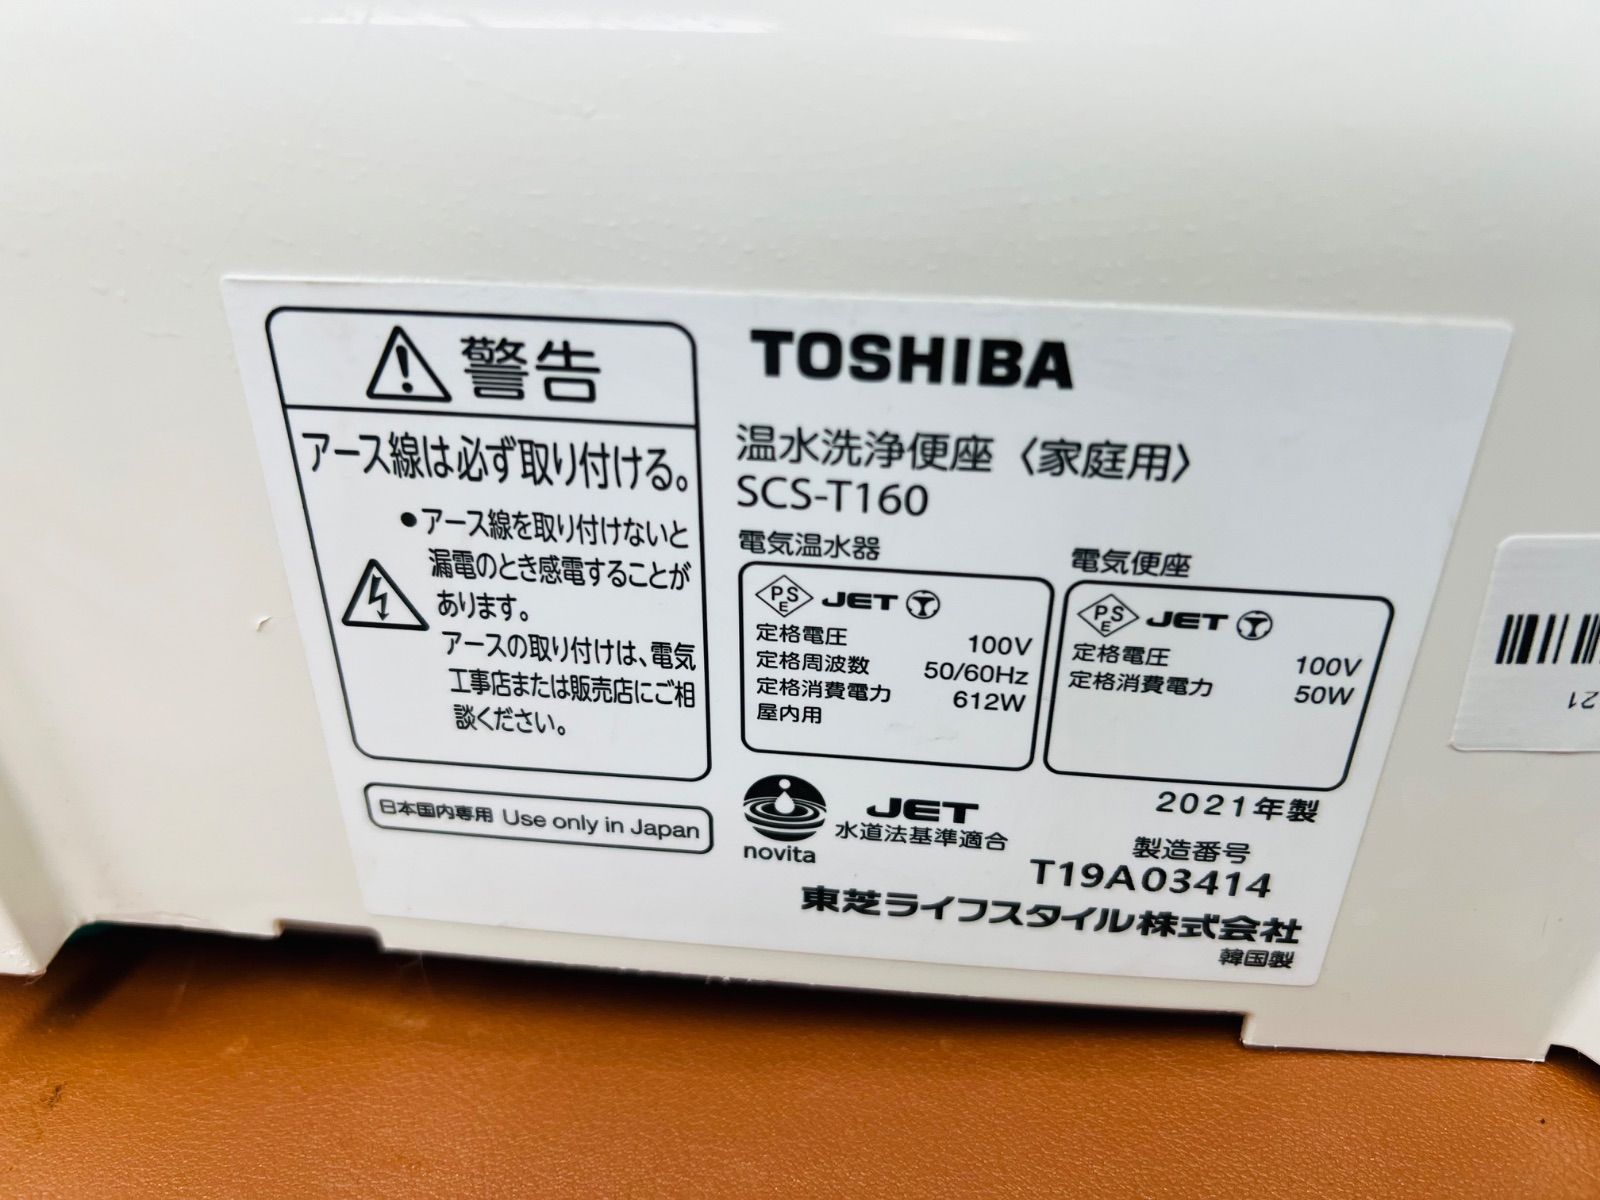 警告
アース線は必ず取り付ける。
●アース線を取り付けないと
漏電のとき感電することが
あります。
アースの取り付けは、電気
工事店または販売店にご相
談ください。
日本国内専用 Use only in Japan
TOSHIBA
温水洗浄便座〈家庭用〉
SCS-T160
電気温水器
PSE JET
定格電圧 100V
定格周波数 50/60Hz
定格消費電力 612W
屋内用
電気便座
PSE JET
定格電圧 100V
定格消費電力 50W
novita
JET
水道法基準適合
2021年製
製造番号
T19A03414
東芝ライフスタイル株式会社
韓国製